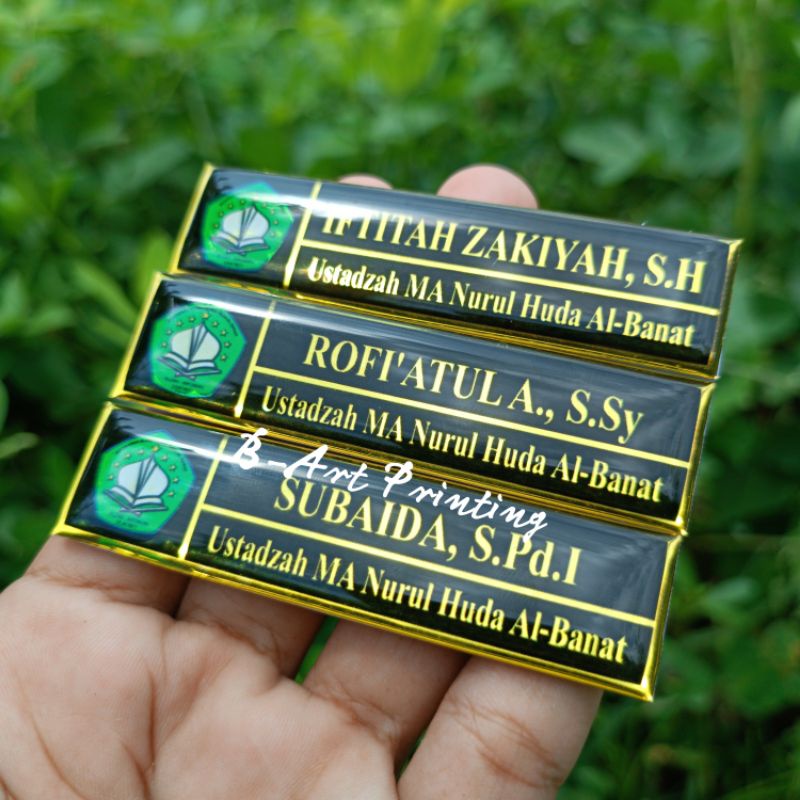 IFTITAH ZAKIYAH, S.H
Ustadzah MA Nurul Huda Al-Banat
ROFI'ATUL A., S.Sy
Ustadzah MA Nurul Huda Al-Banat
B-Art Printing
SUBAIDA, S.Pd.I
Ustadzah MA Nurul Huda Al-Banat